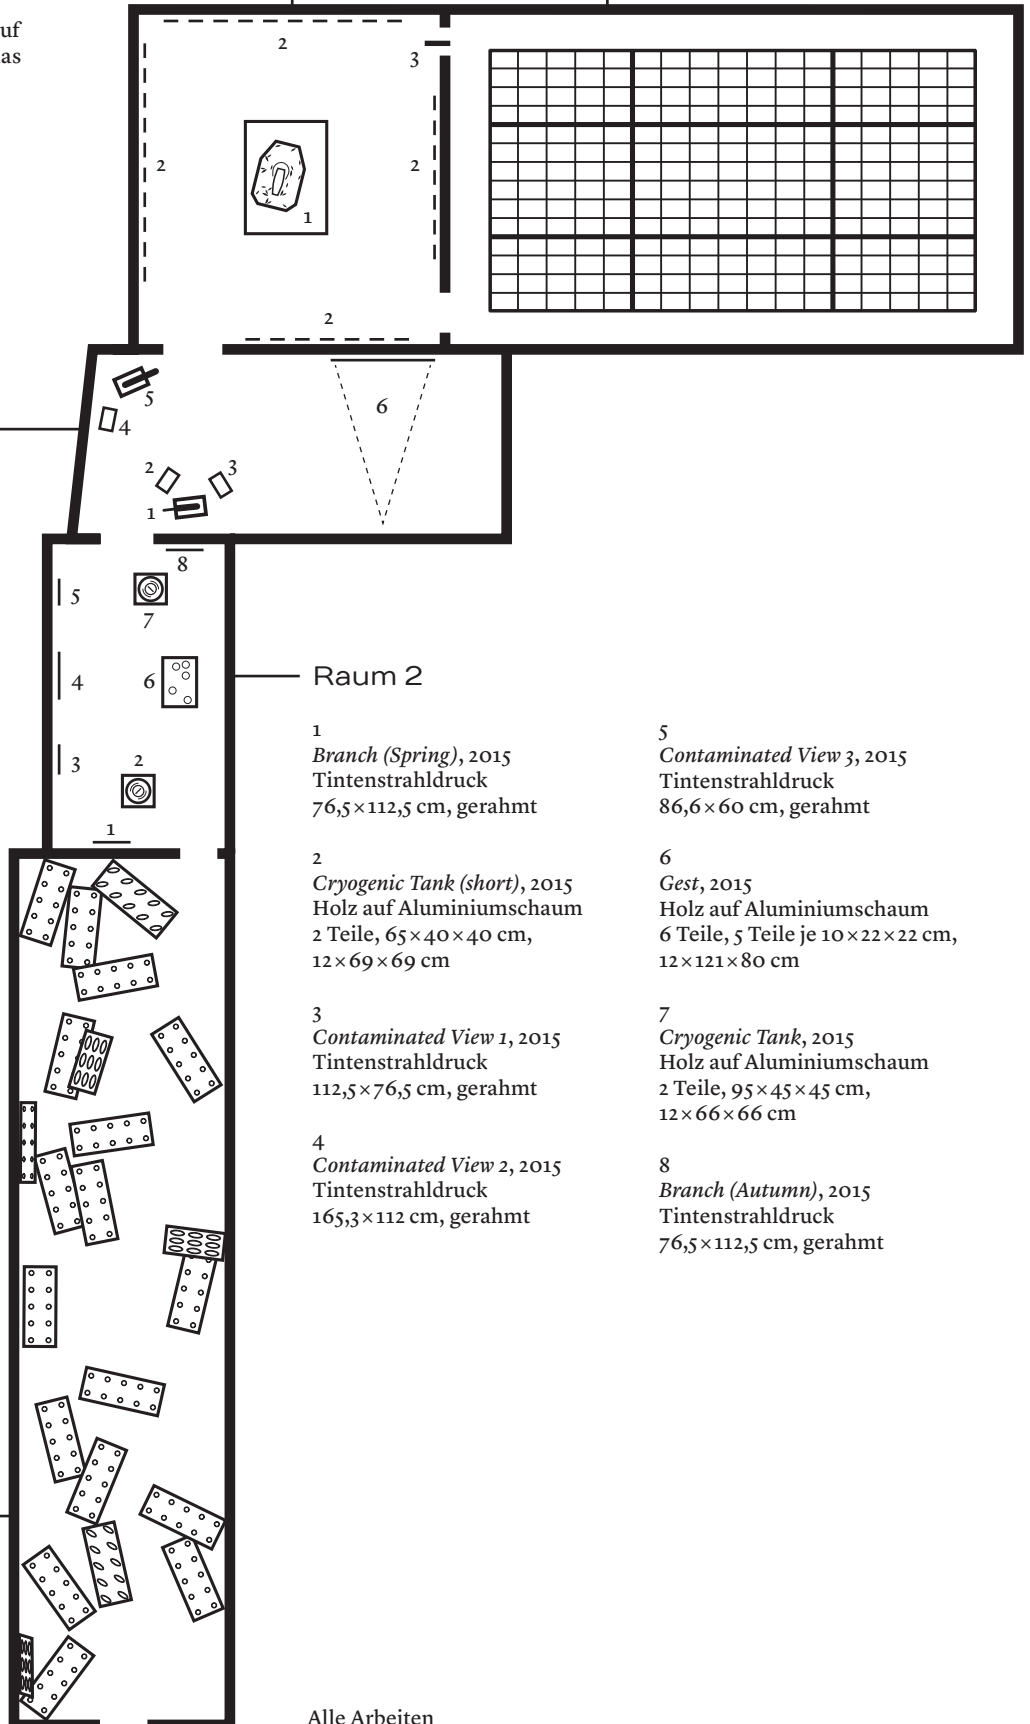 uf
as
2
3
2
2
1
2
5
4
6
2
3
1
8
5
7
4
6
3
2
1
Raum 2
1
Branch (Spring), 2015
Tintenstrahldruck
76,5×112,5 cm, gerahmt
2
Cryogenic Tank (short), 2015
Holz auf Aluminiumschaum
2 Teile, 65×40×40 cm,
12×69×69 cm
3
Contaminated View 1, 2015
Tintenstrahldruck
112,5×76,5 cm, gerahmt
4
Contaminated View 2, 2015
Tintenstrahldruck
165,3×112 cm, gerahmt
5
Contaminated View 3, 2015
Tintenstrahldruck
86,6×60 cm, gerahmt
6
Gest, 2015
Holz auf Aluminiumschaum
6 Teile, 5 Teile je 10×22×22 cm,
12×121×80 cm
7
Cryogenic Tank, 2015
Holz auf Aluminiumschaum
2 Teile, 95×45×45 cm,
12×66×66 cm
8
Branch (Autumn), 2015
Tintenstrahldruck
76,5×112,5 cm, gerahmt
Alle Arbeiten